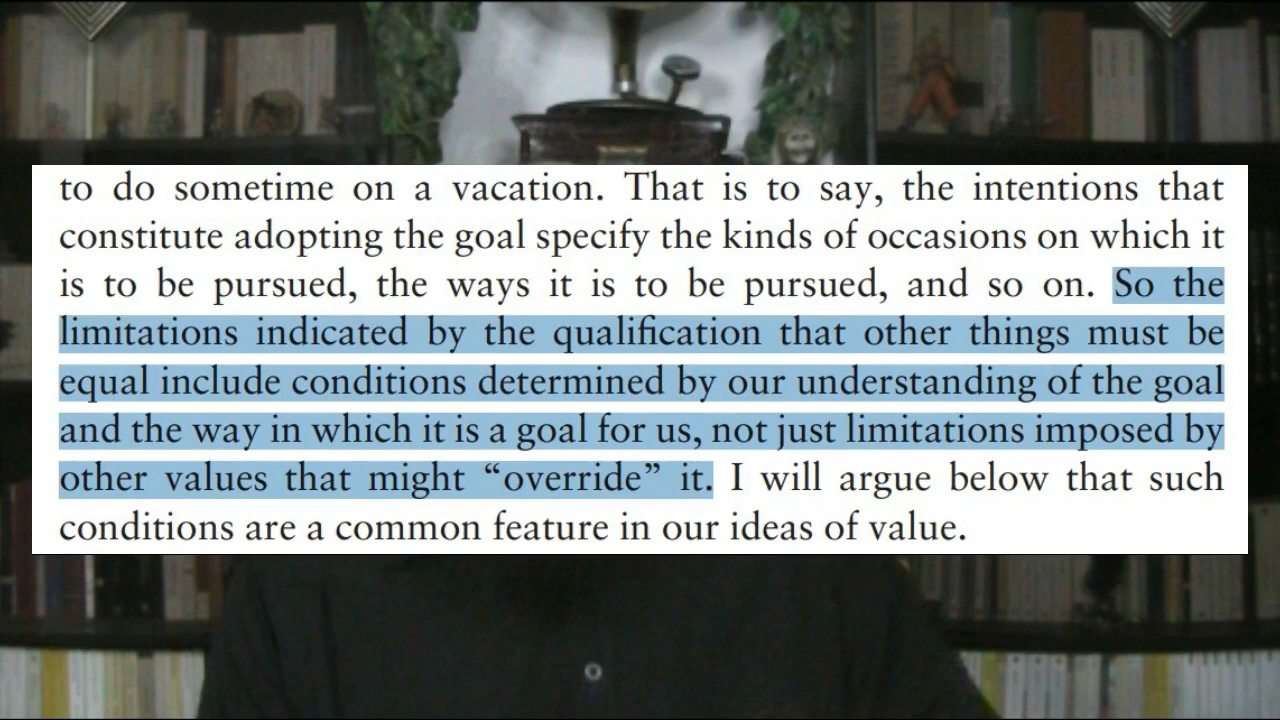 to do sometime on a vacation. That is to say, the intentions that
constitute adopting the goal specify the kinds of occasions on which it
is to be pursued, the ways it is to be pursued, and so on. So the
limitations indicated by the qualification that other things must be
equal include conditions determined by our understanding of the goal
and the way in which it is a goal for us, not just limitations imposed by
other values that might “override” it. I will argue below that such
conditions are a common feature in our ideas of value.